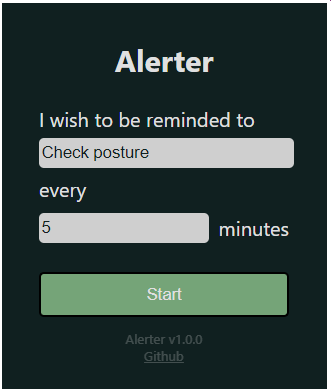 Alerter
I wish to be reminded to
Check posture
every
5 minutes
Start
Alerter v1.0.0
Github